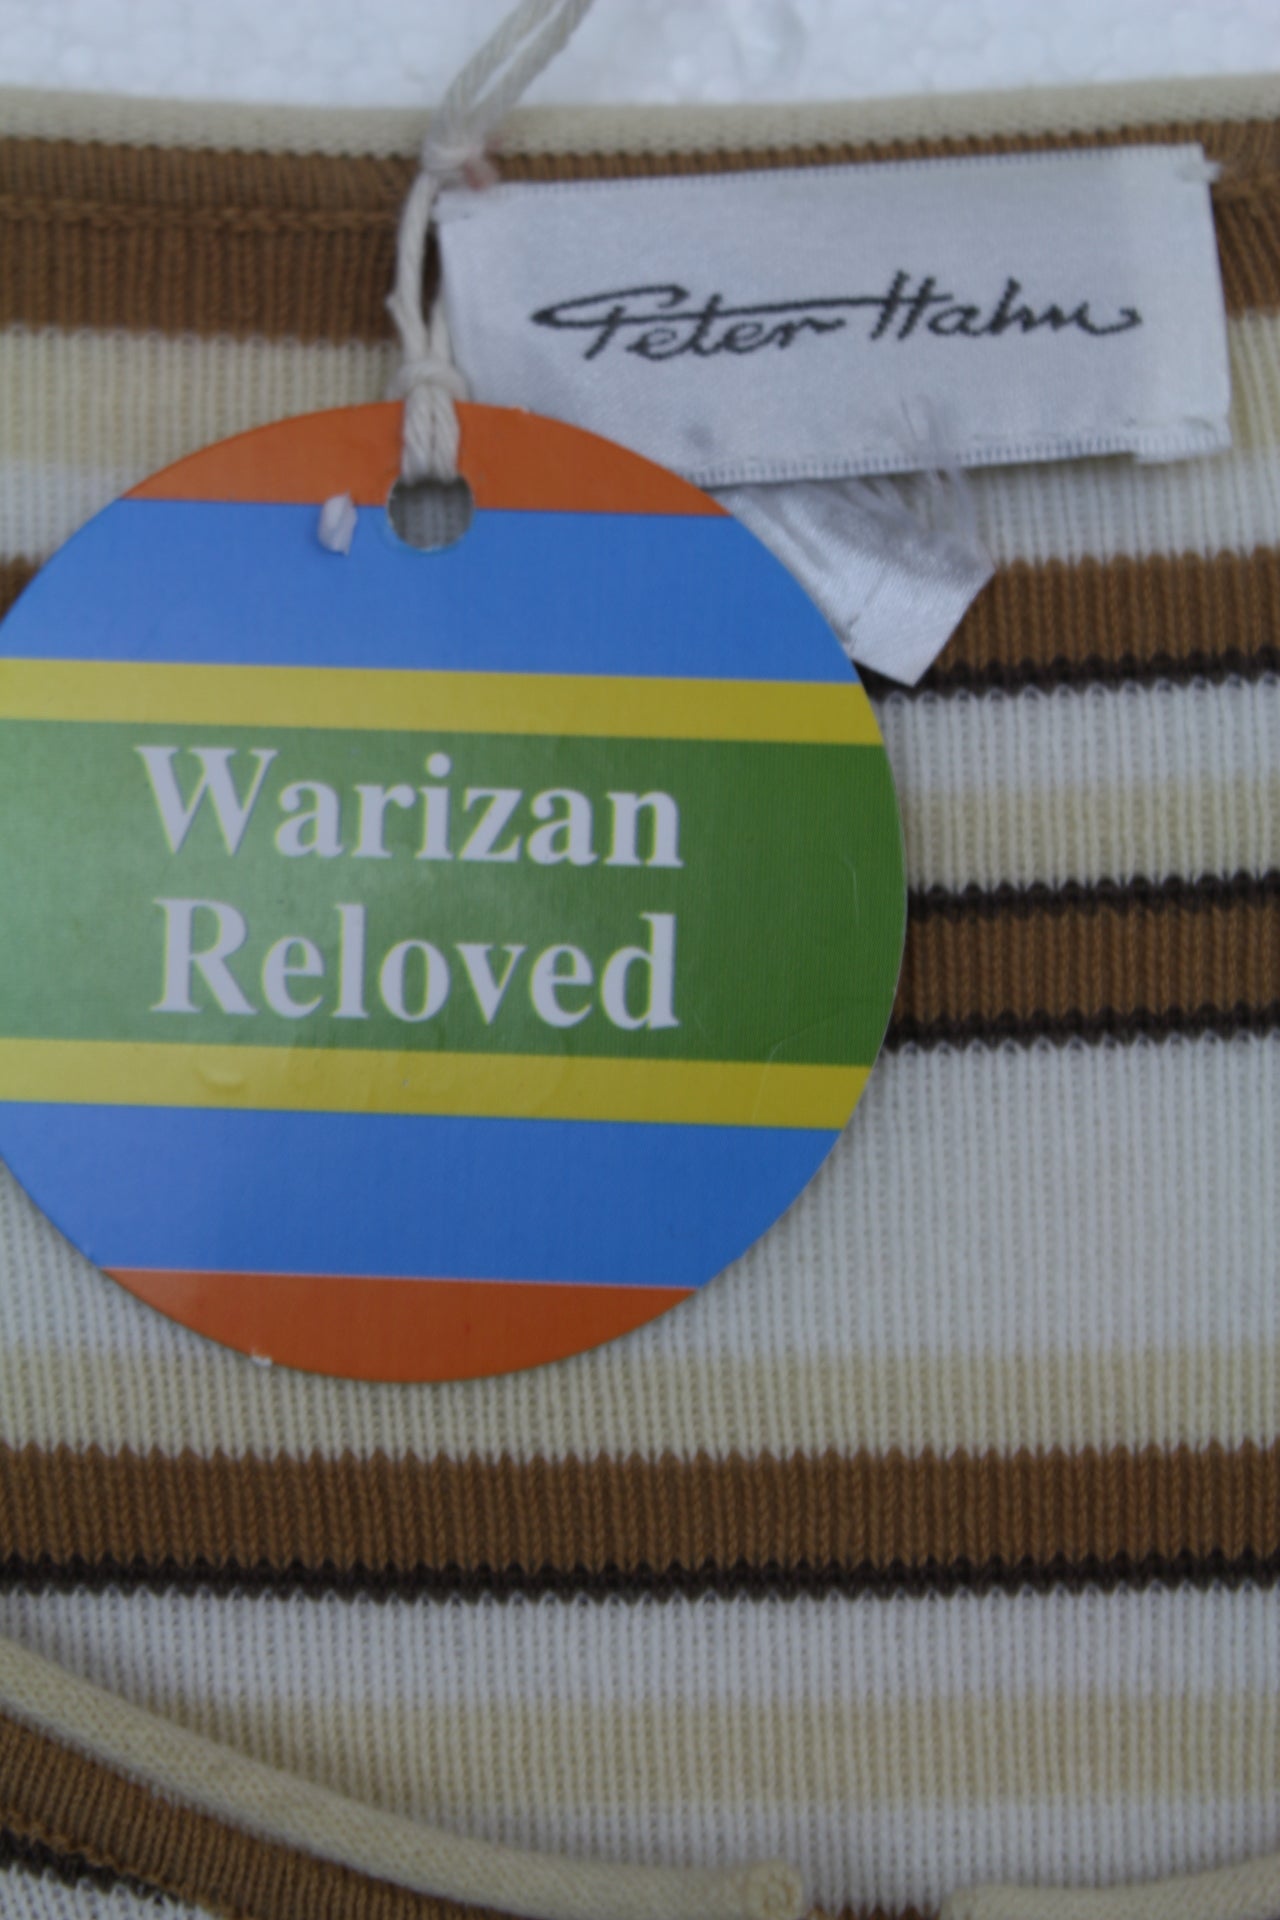 Peter Hahn
Warizan
Reloved